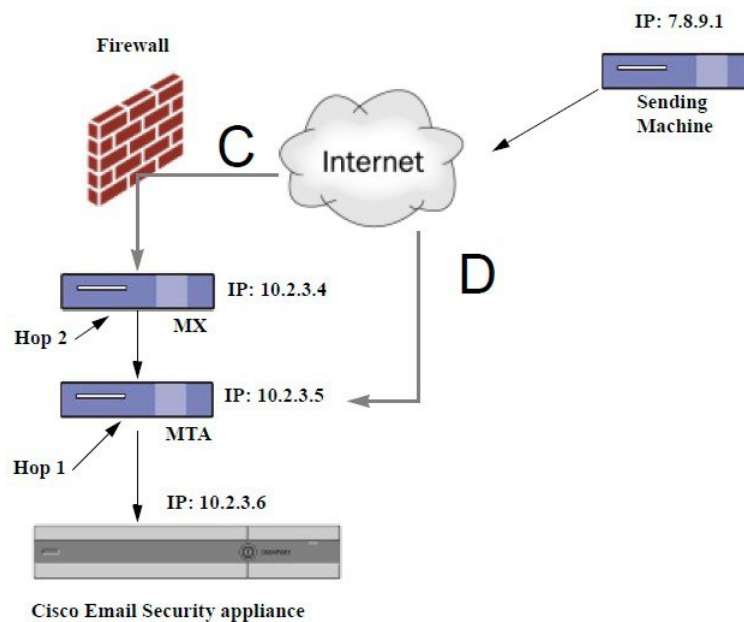 IP: 7.8.9.1
Firewall
Sending
Machine
C
Internet
D
IP: 10.2.3.4
MX
Hop 2
IP: 10.2.3.5
MTA
Hop 1
IP: 10.2.3.6
Cisco Email Security appliance